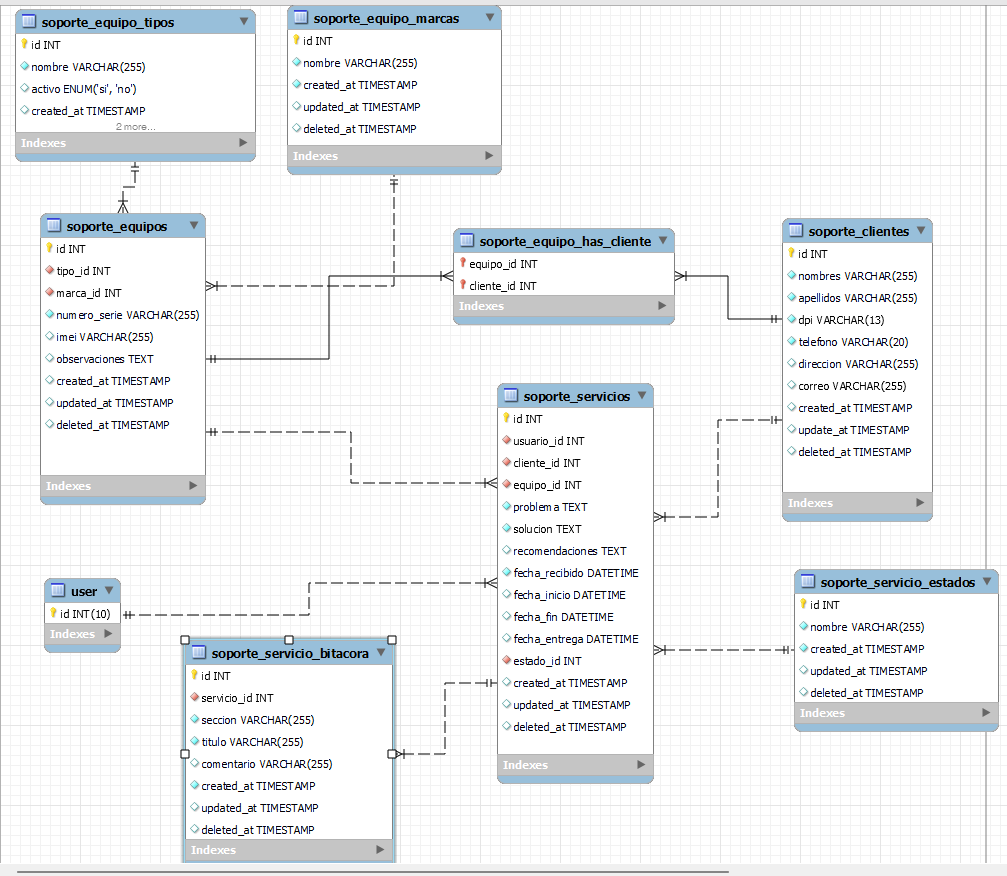 soporte_equipo_tipos
id INT
nombre VARCHAR(255)
activo ENUM('si', 'no')
created_at TIMESTAMP
2 more...
Indexes
soporte_equipo_marcas
id INT
nombre VARCHAR(255)
created_at TIMESTAMP
updated_at TIMESTAMP
deleted_at TIMESTAMP
Indexes
soporte_equipos
id INT
tipo_id INT
marca_id INT
numero_serie VARCHAR(255)
imei VARCHAR(255)
observaciones TEXT
created_at TIMESTAMP
updated_at TIMESTAMP
deleted_at TIMESTAMP
Indexes
soporte_equipo_has_cliente
equipo_id INT
cliente_id INT
Indexes
soporte_clientes
id INT
nombres VARCHAR(255)
apellidos VARCHAR(255)
dpi VARCHAR(13)
telefono VARCHAR(20)
direccion VARCHAR(255)
correo VARCHAR(255)
created_at TIMESTAMP
update_at TIMESTAMP
deleted_at TIMESTAMP
Indexes
soporte_servicios
id INT
usuario_id INT
cliente_id INT
equipo_id INT
problema TEXT
solucion TEXT
recomendaciones TEXT
fecha_recibido DATETIME
fecha_inicio DATETIME
fecha_fin DATETIME
fecha_entrega DATETIME
estado_id INT
created_at TIMESTAMP
updated_at TIMESTAMP
deleted_at TIMESTAMP
Indexes
user
id INT(10)
Indexes
soporte_servicio_estados
id INT
nombre VARCHAR(255)
created_at TIMESTAMP
updated_at TIMESTAMP
deleted_at TIMESTAMP
Indexes
soporte_servicio_bitacora
id INT
servicio_id INT
seccion VARCHAR(255)
titulo VARCHAR(255)
comentario VARCHAR(255)
created_at TIMESTAMP
updated_at TIMESTAMP
deleted_at TIMESTAMP
Indexes